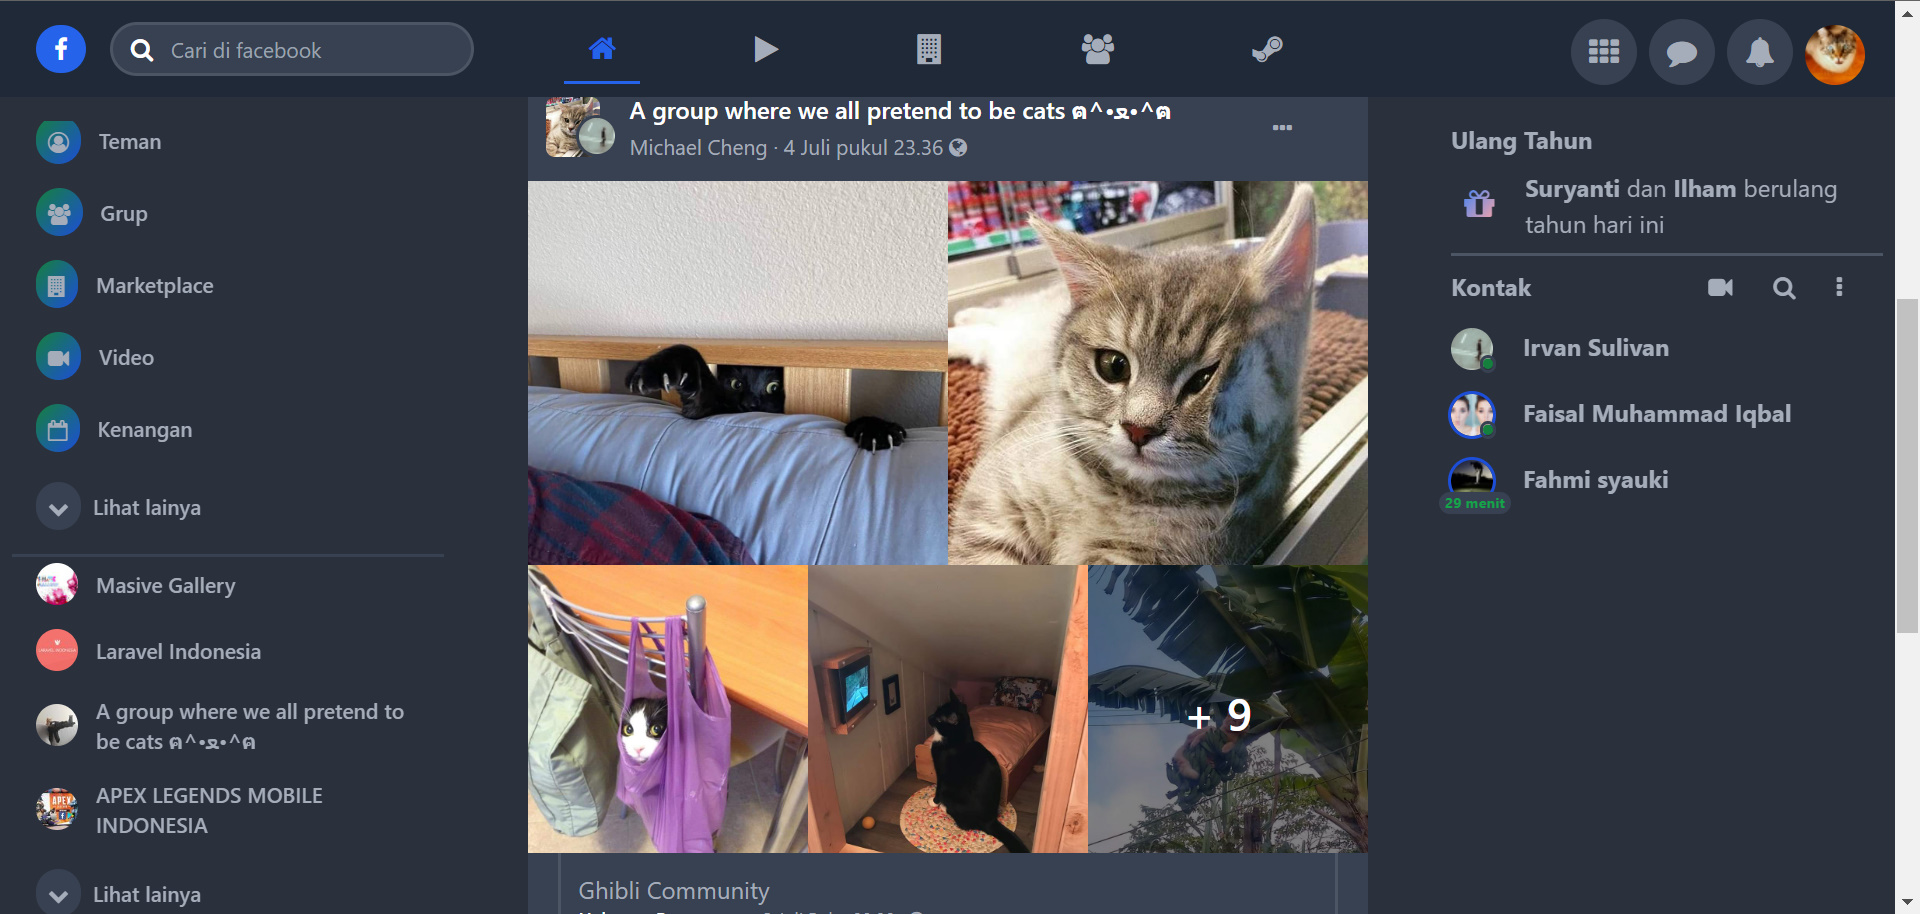 Cari di facebook
Teman
Grup
Marketplace
Video
Kenangan
Lihat lainya
Masive Gallery
Laravel Indonesia
A group where we all pretend to
be cats ฅ^•ﻌ•^ฅ
APEX LEGENDS MOBILE
INDONESIA
Lihat lainya
A group where we all pretend to be cats ฅ^•ﻌ•^ฅ
Michael Cheng · 4 Juli pukul 23.36
+ 9
Ghibli Community
Ulang Tahun
Suryanti dan Ilham berulang
tahun hari ini
Kontak
Irvan Sulivan
Faisal Muhammad Iqbal
Fahmi syauki
29 menit